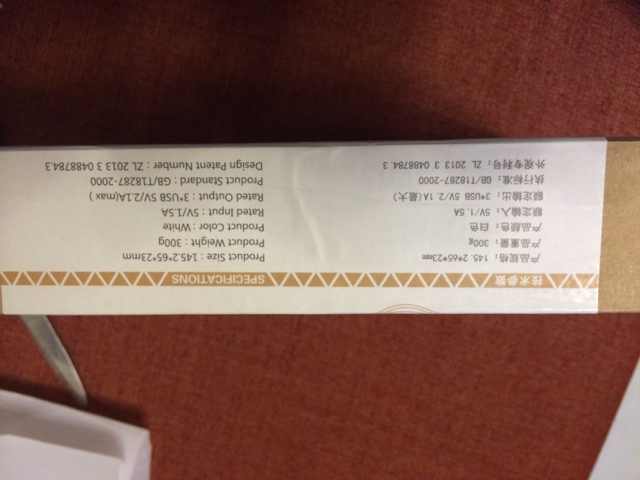 技术参数
产品规格：145.2*65*23mm
产品重量：300g
产品颜色：白色
额定输入：5V/1.5A
额定输出：3*USB 5V/2.1A(最大)
执行标准：GB/T18287-2000
外观专利号：ZL 2013 3 0488784.3
SPECIFICATIONS
Product Size : 145.2*65*23mm
Product Weight : 300g
Product Color : White
Rated Input : 5V/1.5A
Rated Output : 3*USB 5V/2.1A(max)
Product Standard : GB/T18287-2000
Design Patent Number : ZL 2013 3 0488784.3